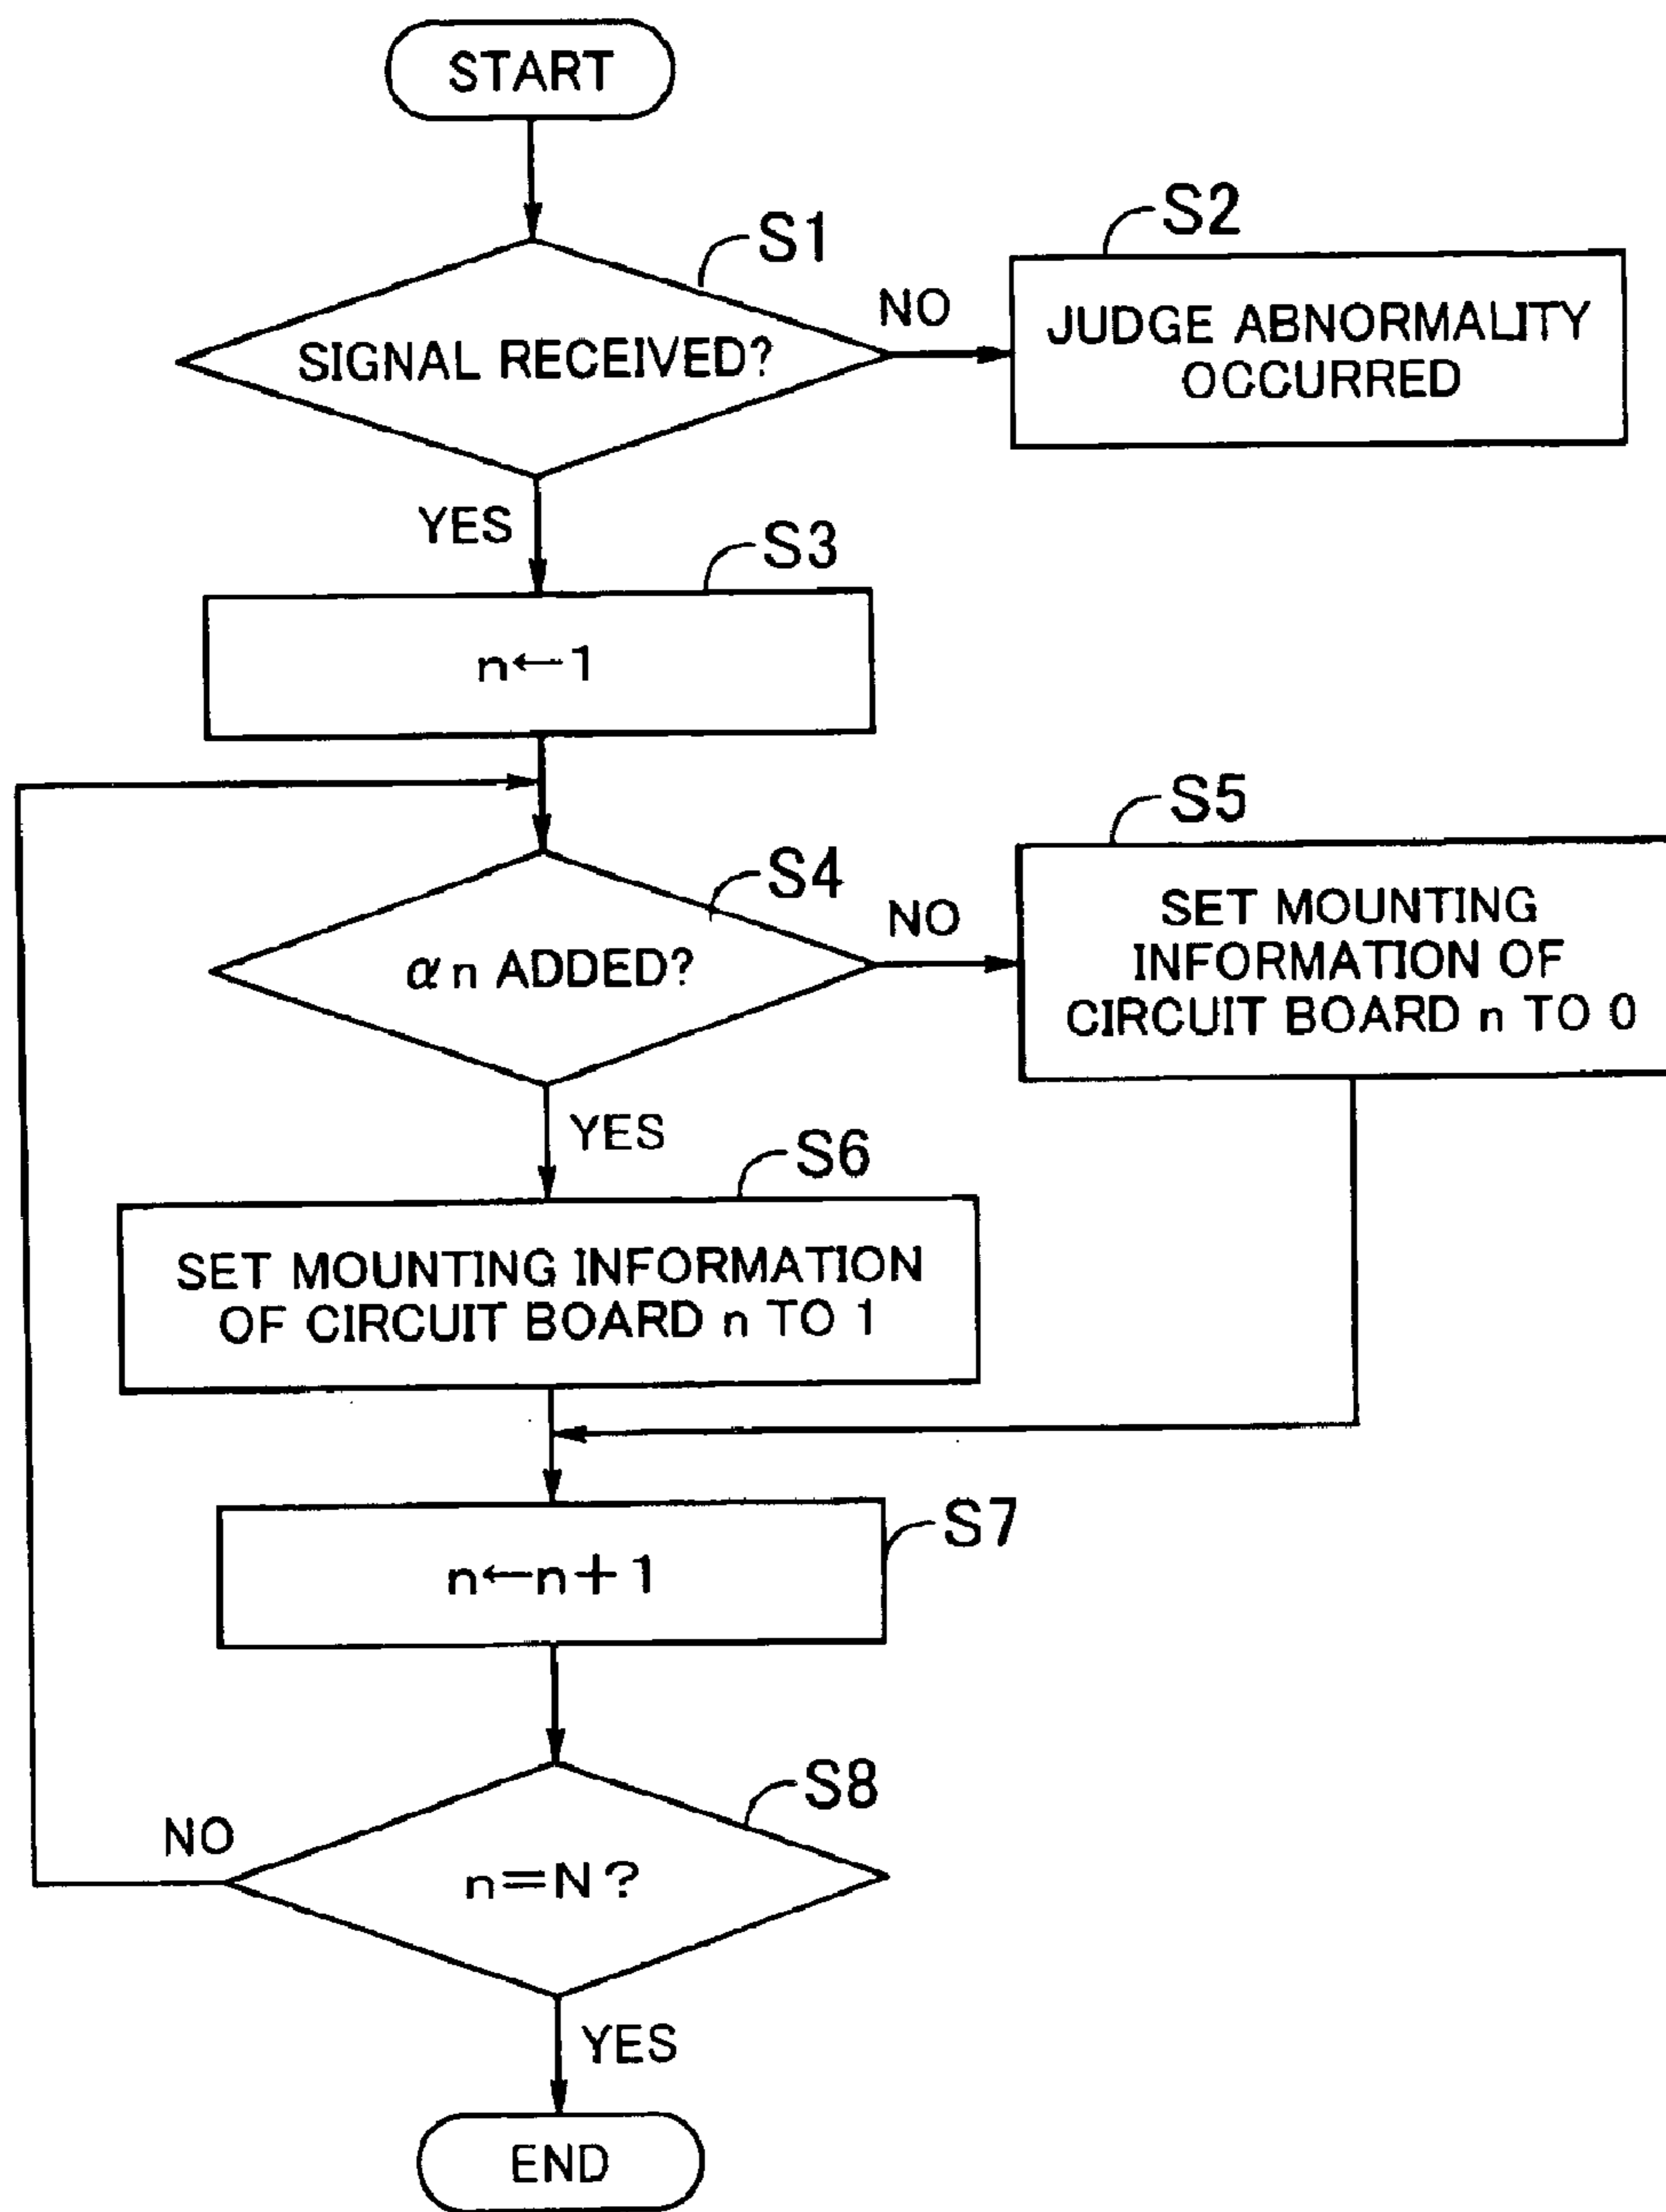 START
S1
SIGNAL RECEIVED?
NO
S2
JUDGE ABNORMALITY
OCCURRED
YES
S3
n←1
S4
αn ADDED?
NO
S5
SET MOUNTING
INFORMATION OF
CIRCUIT BOARD n TO 0
YES
S6
SET MOUNTING INFORMATION
OF CIRCUIT BOARD n TO 1
S7
n←n+1
S8
n=N?
NO
YES
END